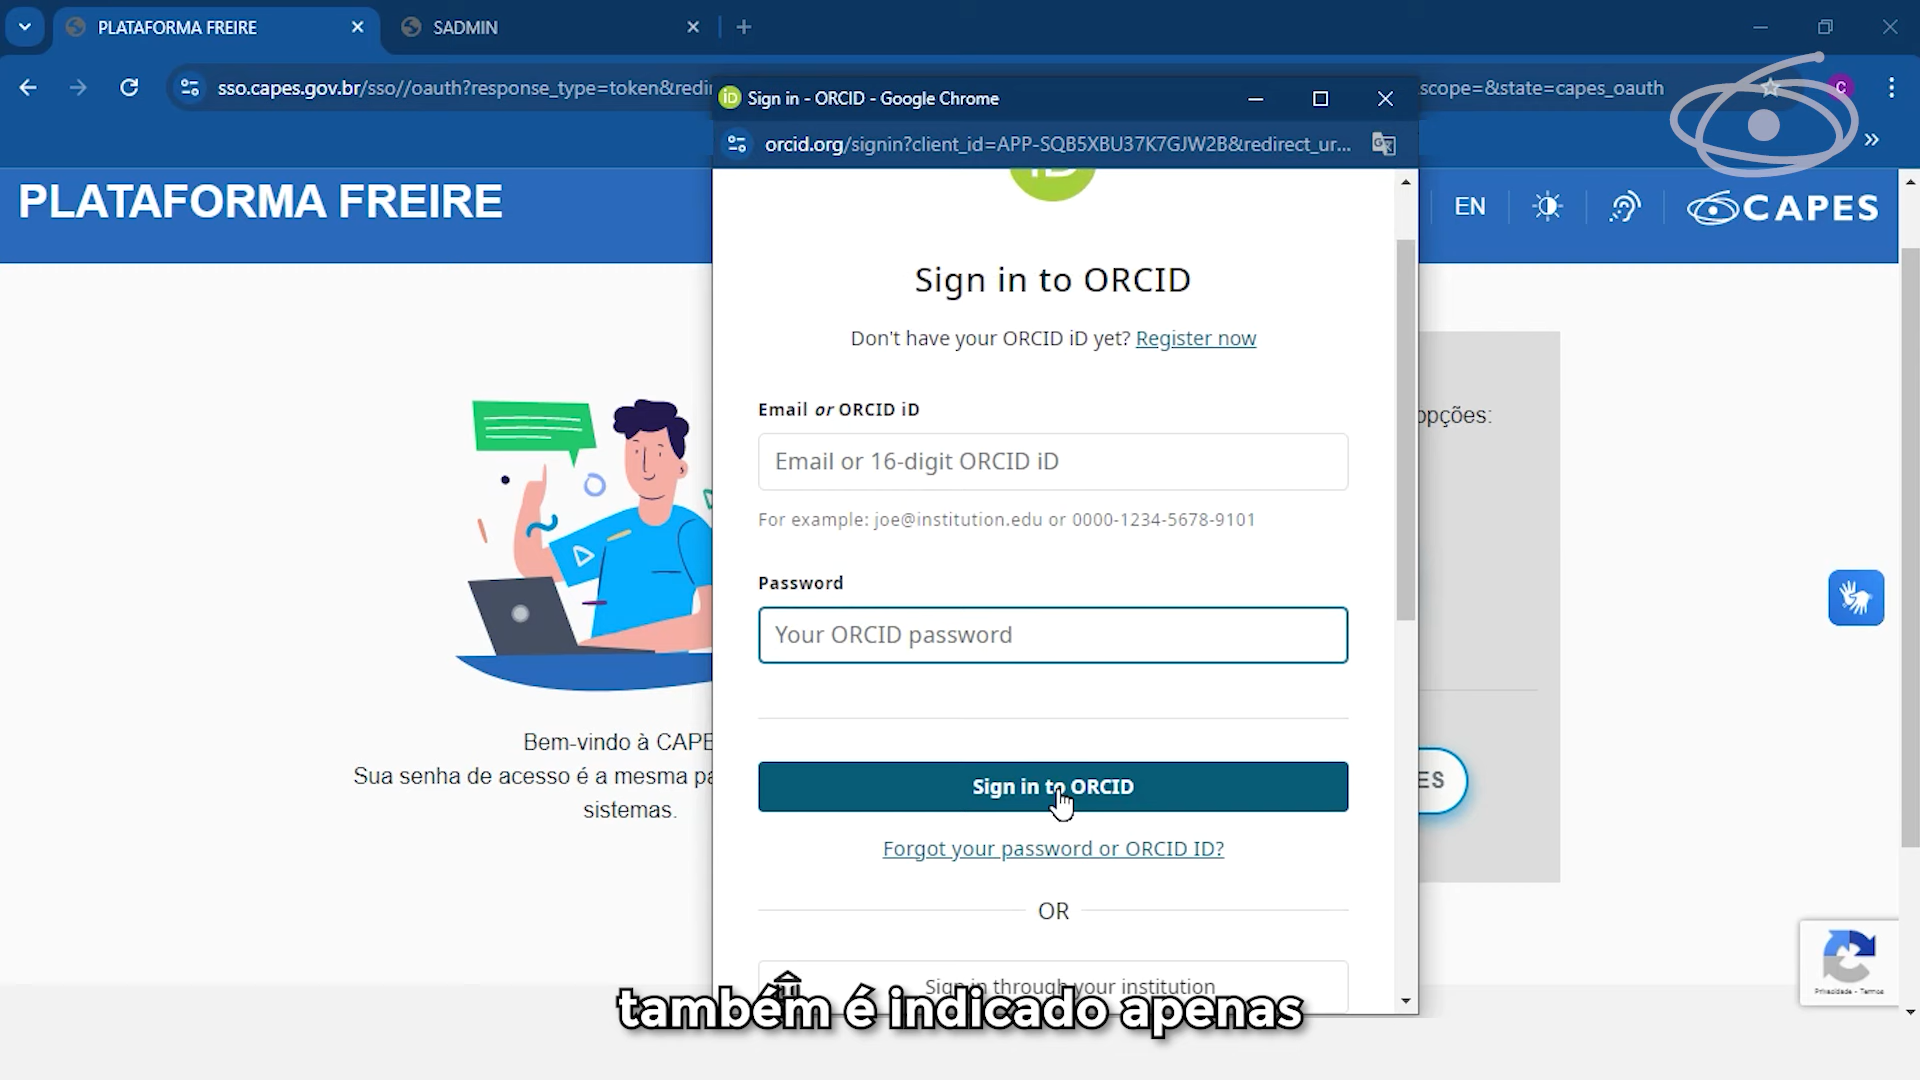 PLATAFORMA FREIRE
SADMIN
sso.capes.gov.br/sso//oauth?response_type=token&redi
scope=&state=capes_oauth
C
Sign in - ORCID - Google Chrome
orcid.org/signin?client_id=APP-SQB5XBU37K7GJW2B&redirect_ur...
PLATAFORMA FREIRE
EN
CAPES
iD
Sign in to ORCID
Don't have your ORCID iD yet? Register now
Email or ORCID iD
Email or 16-digit ORCID iD
For example: joe@institution.edu or 0000-1234-5678-9101
Password
Your ORCID password
Sign in to ORCID
Forgot your password or ORCID ID?
OR
Sign in through your institution
opções:
ES
Bem-vindo à CAPE
Sua senha de acesso é a mesma pa
sistemas.
Privacidade - Termos
também é indicado apenas